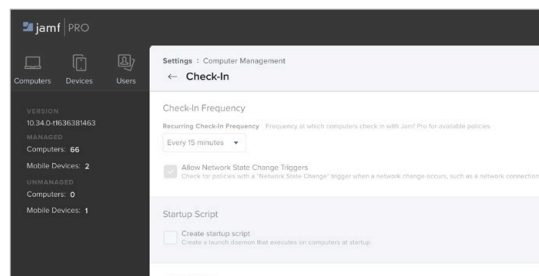 jamf PRO
Computers Devices Users
VERSION
10.34.0-t1636381463
MANAGED
Computers: 66
Mobile Devices: 2
UNMANAGED
Computers: 0
Mobile Devices: 1
Settings : Computer Management
← Check-In
Check-In Frequency
Recurring Check-In Frequency Frequency at which computers check in with Jamf Pro for available policies
Every 15 minutes
Allow Network State Change Triggers
Check for policies with a "Network State Change" trigger when a network change occurs, such as a network connection
Startup Script
Create startup script
Create a launch daemon that executes on computers at startup